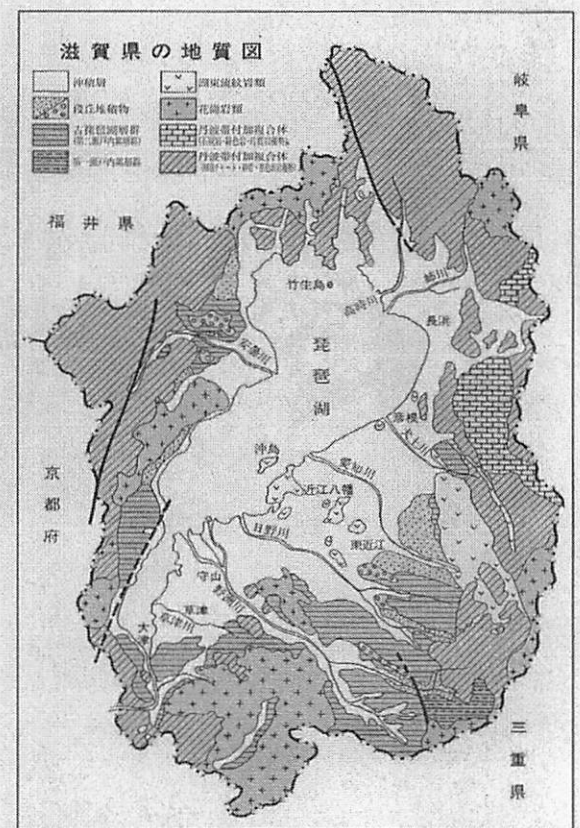 滋賀県の地質図
沖積層
湖東流紋岩類
段丘堆積物
花崗岩類
古琵琶湖層群
丹波帯付加複合体
丹波帯付加複合体
岐阜県
福井県
竹生島
高時川
姉川
長浜
安曇川
琵琶湖
彦根
犬上川
沖島
愛知川
京都府
近江八幡
日野川
東近江
守山
野洲川
草津
草津川
大津
三重県